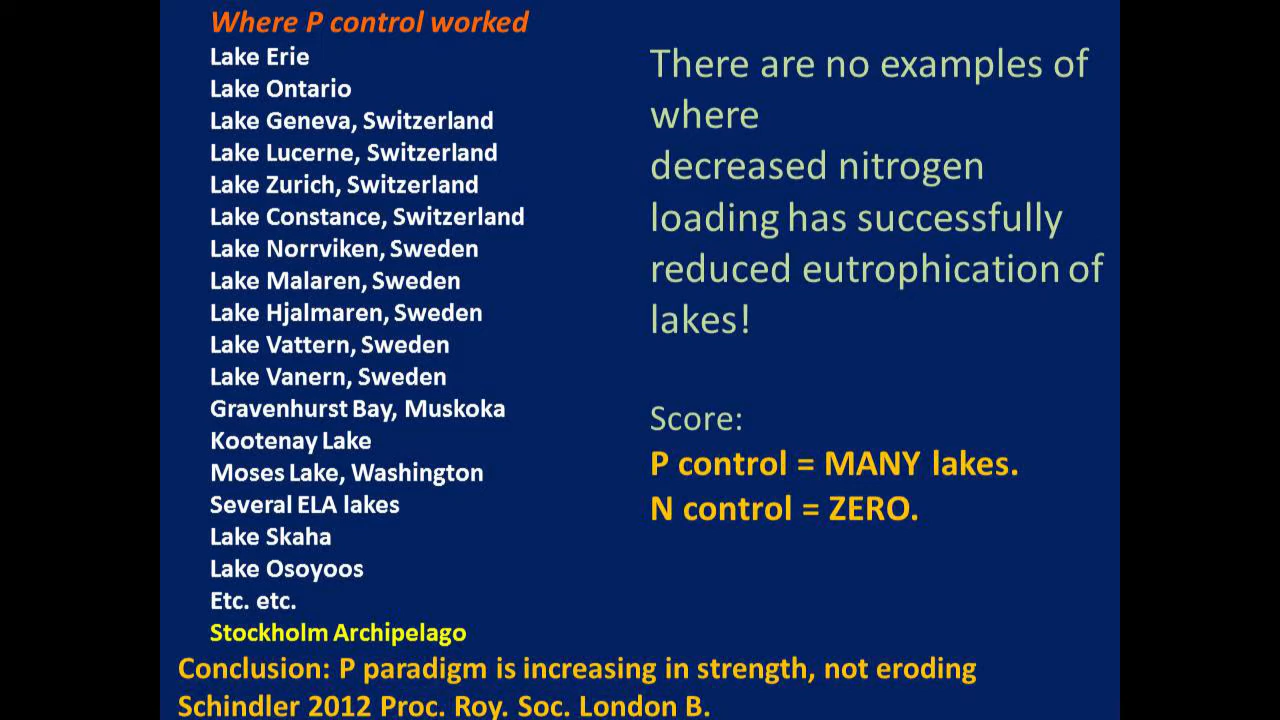 Where P control worked
Lake Erie
Lake Ontario
Lake Geneva, Switzerland
Lake Lucerne, Switzerland
Lake Zurich, Switzerland
Lake Constance, Switzerland
Lake Norrviken, Sweden
Lake Malaren, Sweden
Lake Hjalmaren, Sweden
Lake Vattern, Sweden
Lake Vanern, Sweden
Gravenhurst Bay, Muskoka
Kootenay Lake
Moses Lake, Washington
Several ELA lakes
Lake Skaha
Lake Osoyoos
Etc. etc.
Stockholm Archipelago
There are no examples of
where
decreased nitrogen
loading has successfully
reduced eutrophication of
lakes!
Score:
P control = MANY lakes.
N control = ZERO.
Conclusion: P paradigm is increasing in strength, not eroding
Schindler 2012 Proc. Roy. Soc. London B.